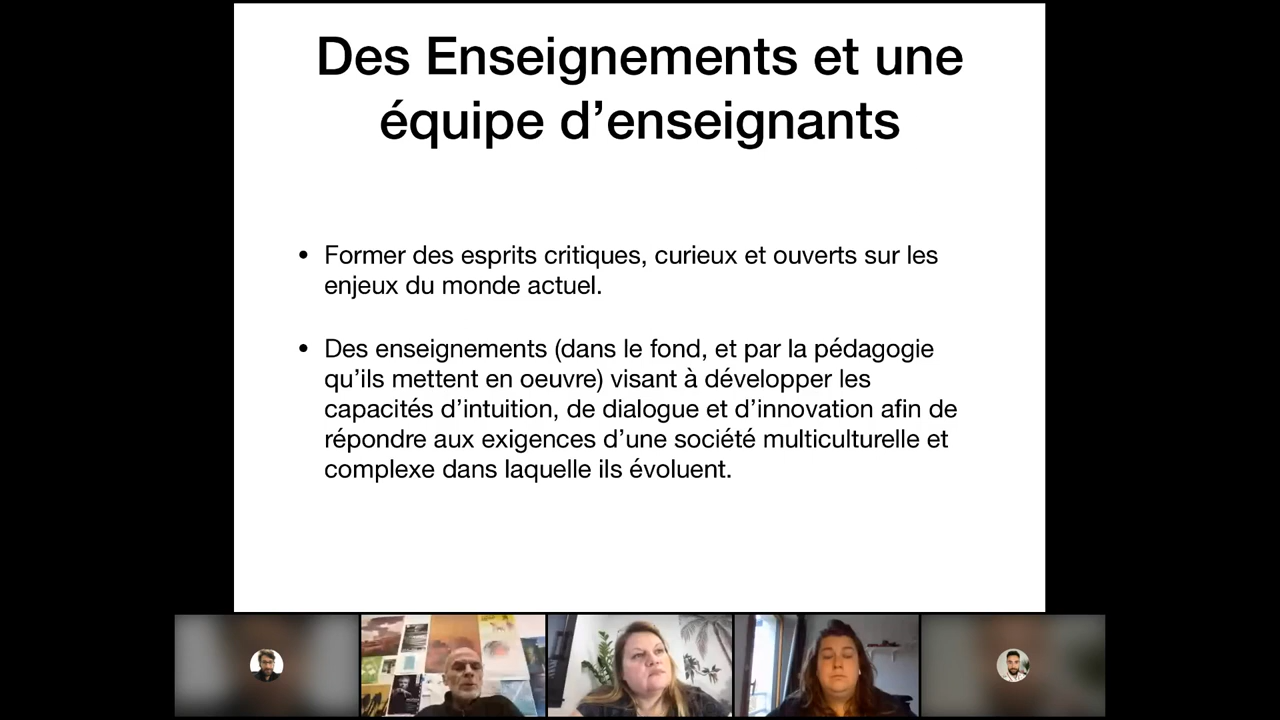 Des Enseignements et une
équipe d’enseignants
• Former des esprits critiques, curieux et ouverts sur les
enjeux du monde actuel.
• Des enseignements (dans le fond, et par la pédagogie
qu’ils mettent en oeuvre) visant à développer les
capacités d’intuition, de dialogue et d’innovation afin de
répondre aux exigences d’une société multiculturelle et
complexe dans laquelle ils évoluent.